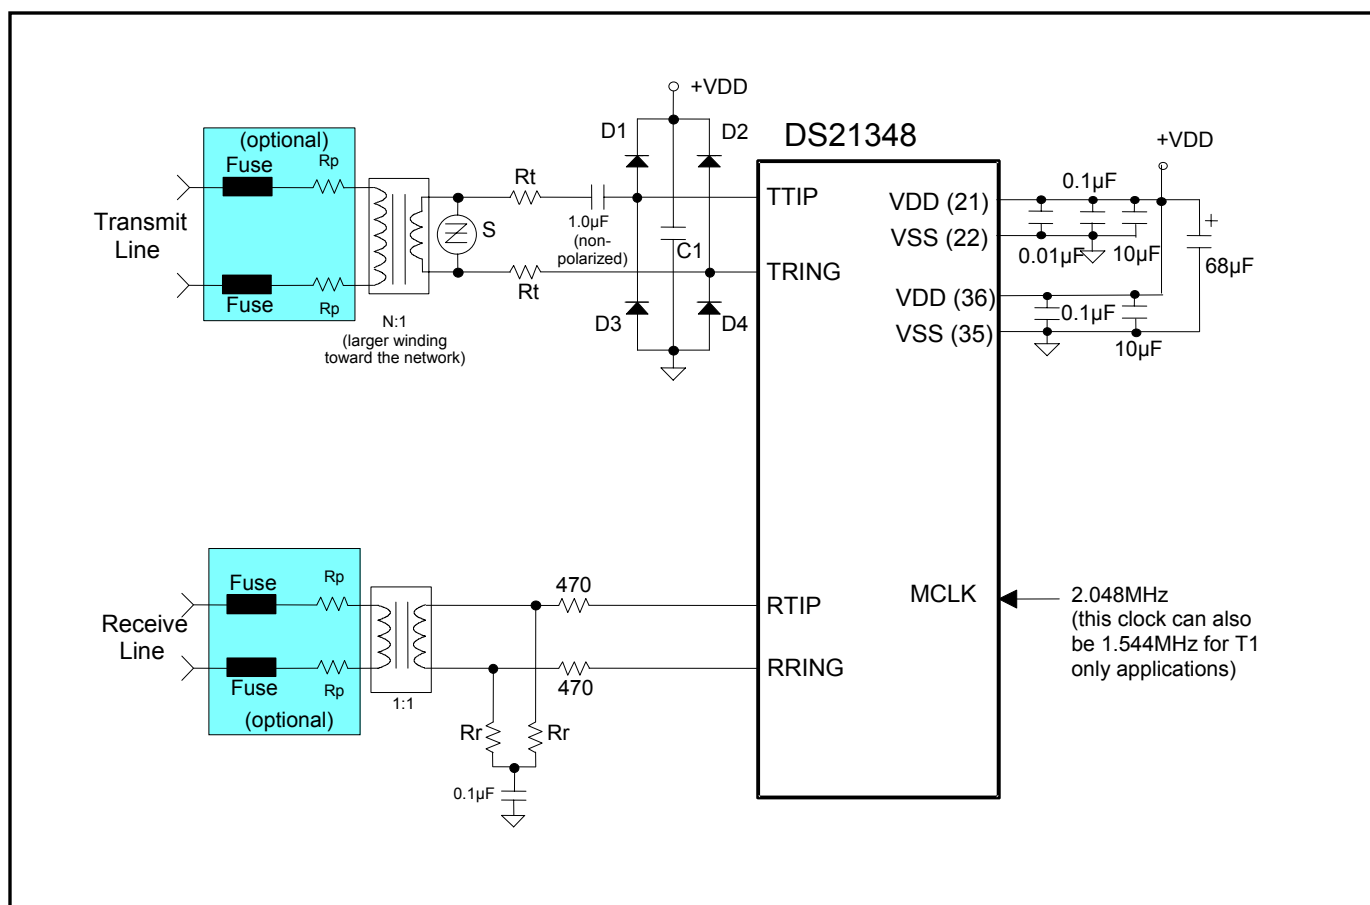 +VDD
(optional)
Fuse
Rp
D1
D2
DS21348
+VDD
Transmit
Line
Rt
1.0µF
(non-
polarized)
S
C1
TTIP
VDD (21)
0.1µF
+
VSS (22)
0.01µF
10µF
68µF
Fuse
Rp
Rt
TRING
D3
D4
VDD (36)
0.1µF
VSS (35)
10µF
N:1
(larger winding
toward the network)
Fuse
Rp
470
RTIP
MCLK
2.048MHz
(this clock can also
be 1.544MHz for T1
only applications)
Receive
Line
Fuse
Rp
(optional)
1:1
470
RRING
Rr
Rr
0.1µF